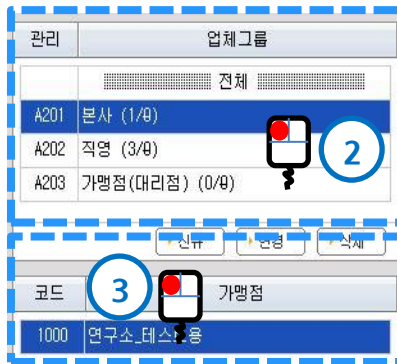 관리 업체그룹
전체
A201 본사 (1/0)
A202 직영 (3/0)
2
A203 가맹점(대리점) (0/0)
신규 변경 삭제
코드 3 가맹점
1000 연구소_테스트용